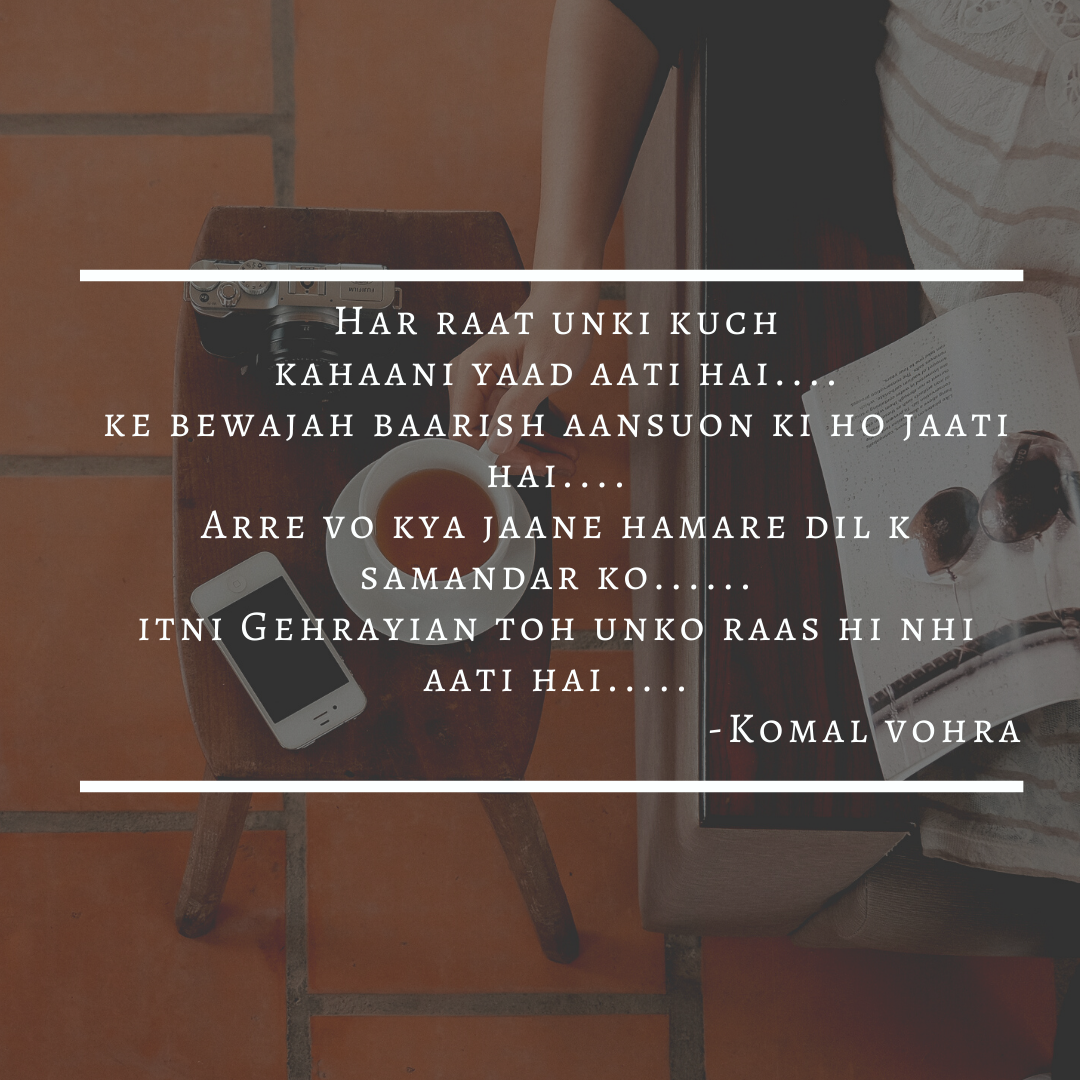 Har raat unki kuch
kahaani yaad aati hai....
ke bewajah baarish aansuon ki ho jaati
hai....
Arre vo kya jaane hamare dil k
samandar ko......
itni Gehrayian toh unko raas hi nhi
aati hai.....
-Komal vohra